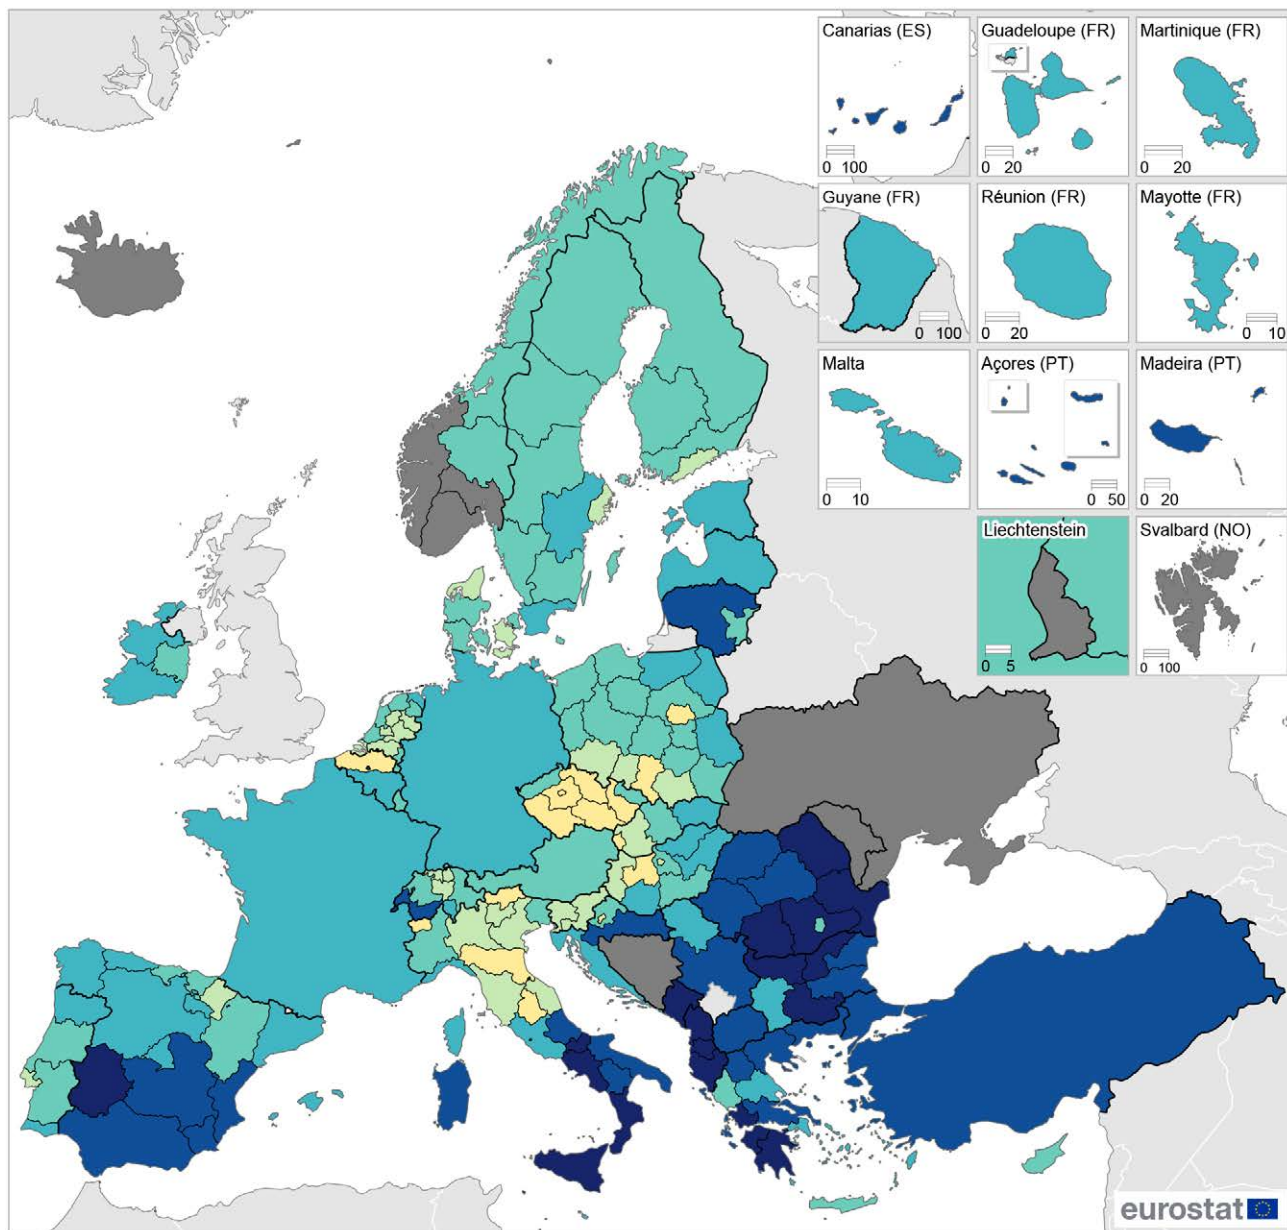 Canarias (ES)
0 100
Guadeloupe (FR)
0 20
Martinique (FR)
0 20
Guyane (FR)
0 100
Réunion (FR)
0 20
Mayotte (FR)
0 10
Malta
0 10
Açores (PT)
0 50
Madeira (PT)
0 20
Liechtenstein
0 5
Svalbard (NO)
0 100
eurostat